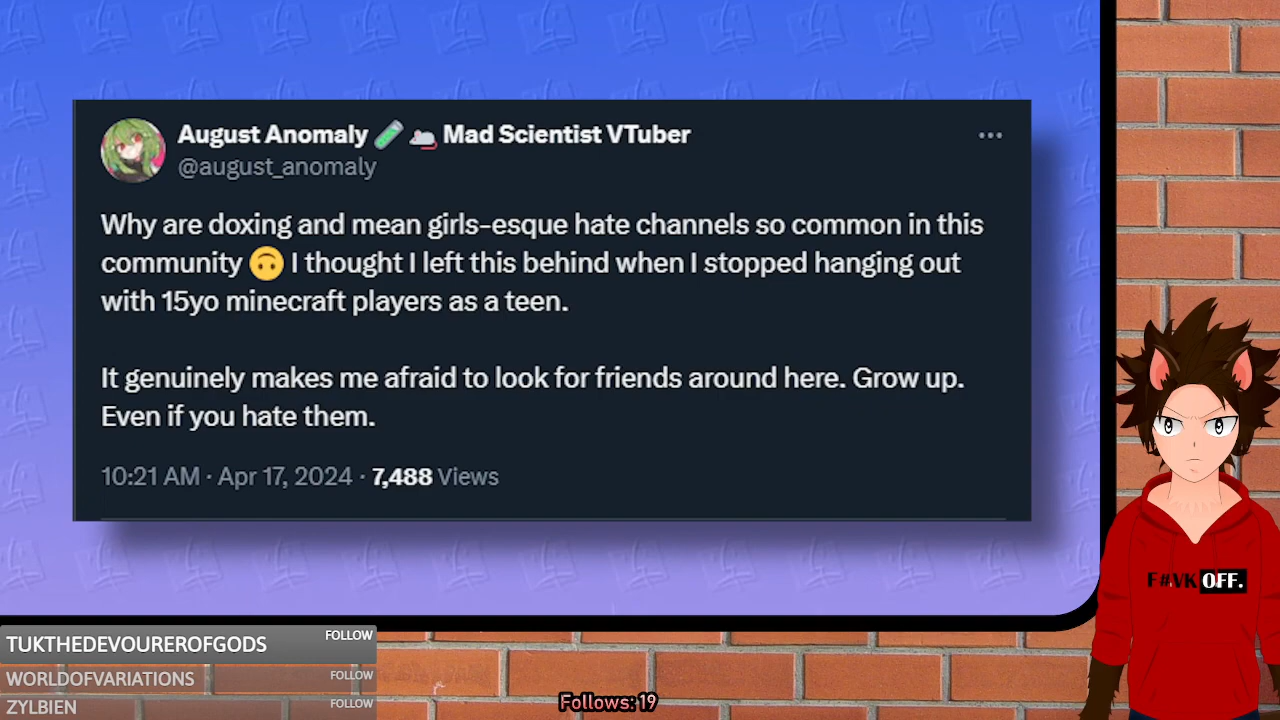 August Anomaly 🧪 🐁 Mad Scientist VTuber
@august_anomaly
Why are doxing and mean girls-esque hate channels so common in this
community 🙃 I thought I left this behind when I stopped hanging out
with 15yo minecraft players as a teen.
It genuinely makes me afraid to look for friends around here. Grow up.
Even if you hate them.
10:21 AM · Apr 17, 2024 · 7,488 Views
F#VK OFF.
TUKTHEDEVOUREROFGODS FOLLOW
WORLDOFVARIATIONS FOLLOW
ZYLBIEN FOLLOW
Follows: 19